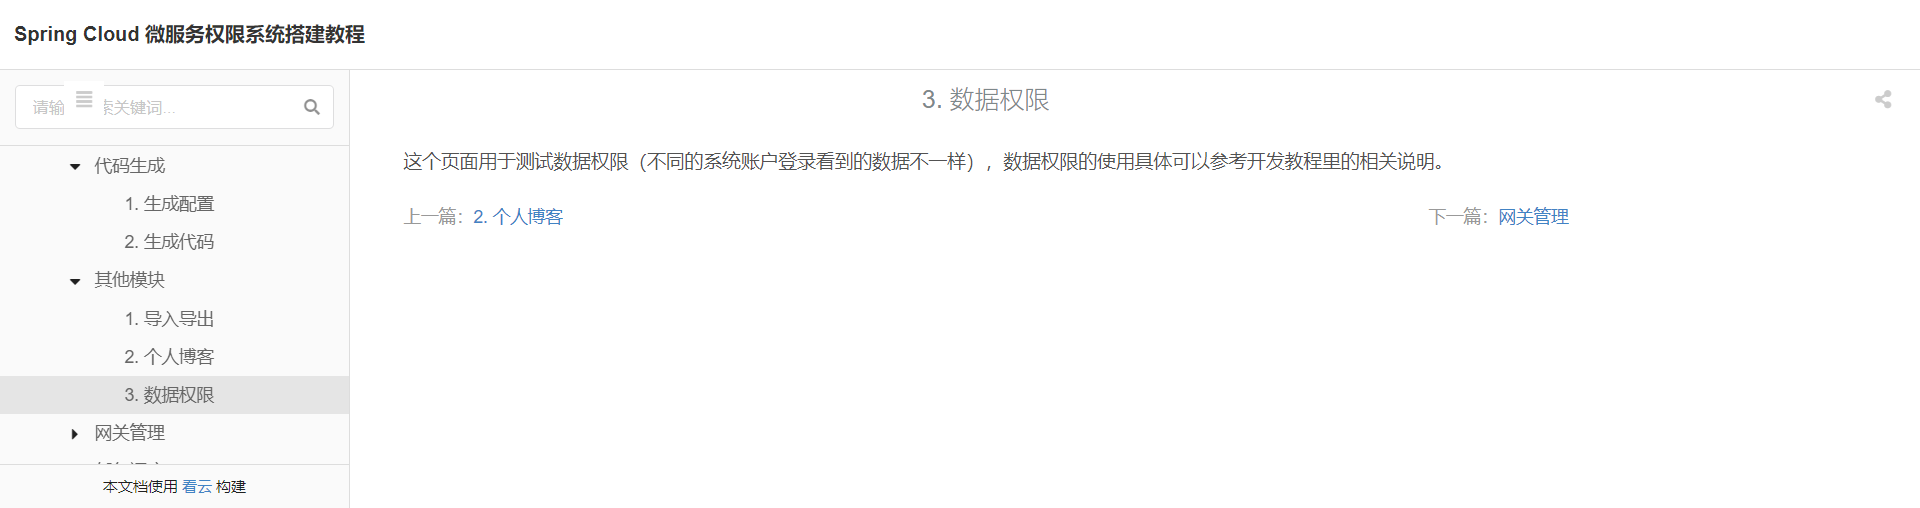 Spring Cloud 微服务权限系统搭建教程
请输 索关键词...
代码生成
1. 生成配置
2. 生成代码
其他模块
1. 导入导出
2. 个人博客
3. 数据权限
网关管理
本文档使用 看云 构建
3. 数据权限
这个页面用于测试数据权限（不同的系统账户登录看到的数据不一样），数据权限的使用具体可以参考开发教程里的相关说明。
上一篇：2. 个人博客
下一篇：网关管理